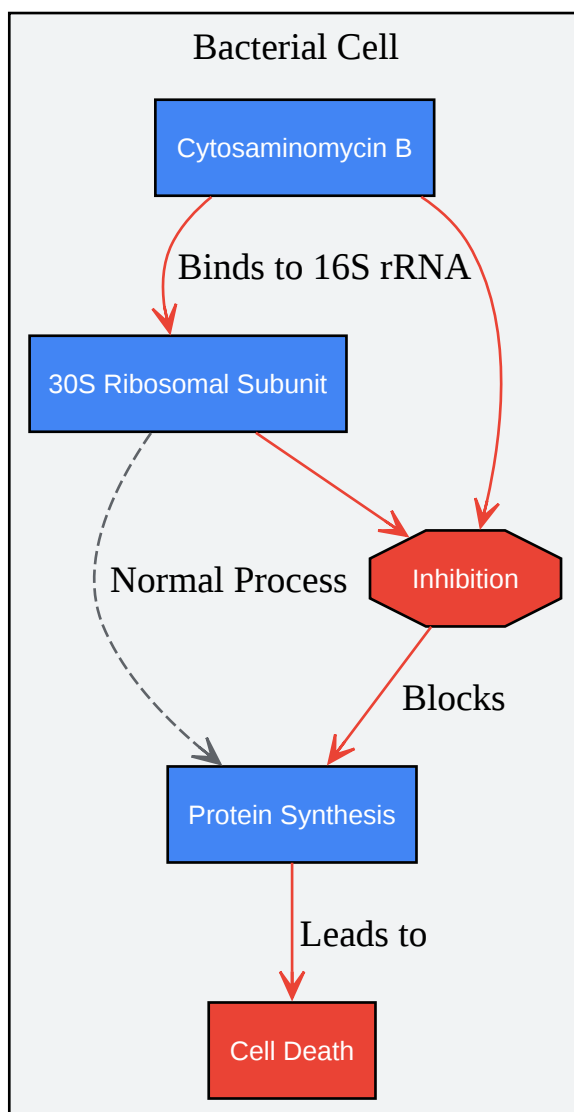 Bacterial Cell
Cytosaminomycin B
Binds to 16S rRNA
30S Ribosomal Subunit
Normal Process
Inhibition
Blocks
Protein Synthesis
Leads to
Cell Death